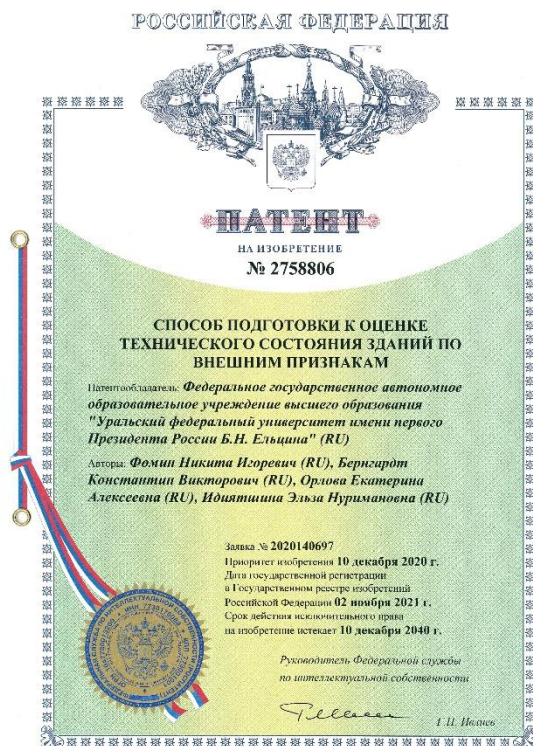 РОССИЙСКАЯ ФЕДЕРАЦИЯ
ПАТЕНТ
НА ИЗОБРЕТЕНИЕ
№ 2758806
СПОСОБ ПОДГОТОВКИ К ОЦЕНКЕ
ТЕХНИЧЕСКОГО СОСТОЯНИЯ ЗДАНИЙ ПО
ВНЕШНИМ ПРИЗНАКАМ
Патентообладатель: Федеральное государственное автономное
образовательное учреждение высшего образования
"Уральский федеральный университет имени первого
Президента России Б.Н. Ельцина" (RU)
Авторы: Фомин Никита Игоревич (RU), Бернгардт
Константин Викторович (RU), Орлова Екатерина
Алексеевна (RU), Идиятшина Эльза Нуримановна (RU)
Заявка № 2020140697
Приоритет изобретения 10 декабря 2020 г.
Дата государственной регистрации
в Государственном реестре изобретений
Российской Федерации 02 ноября 2021 г.
Срок действия исключительного права
на изобретение истекает 10 декабря 2040 г.
Руководитель Федеральной службы
по интеллектуальной собственности
Г.П. Ивлиев